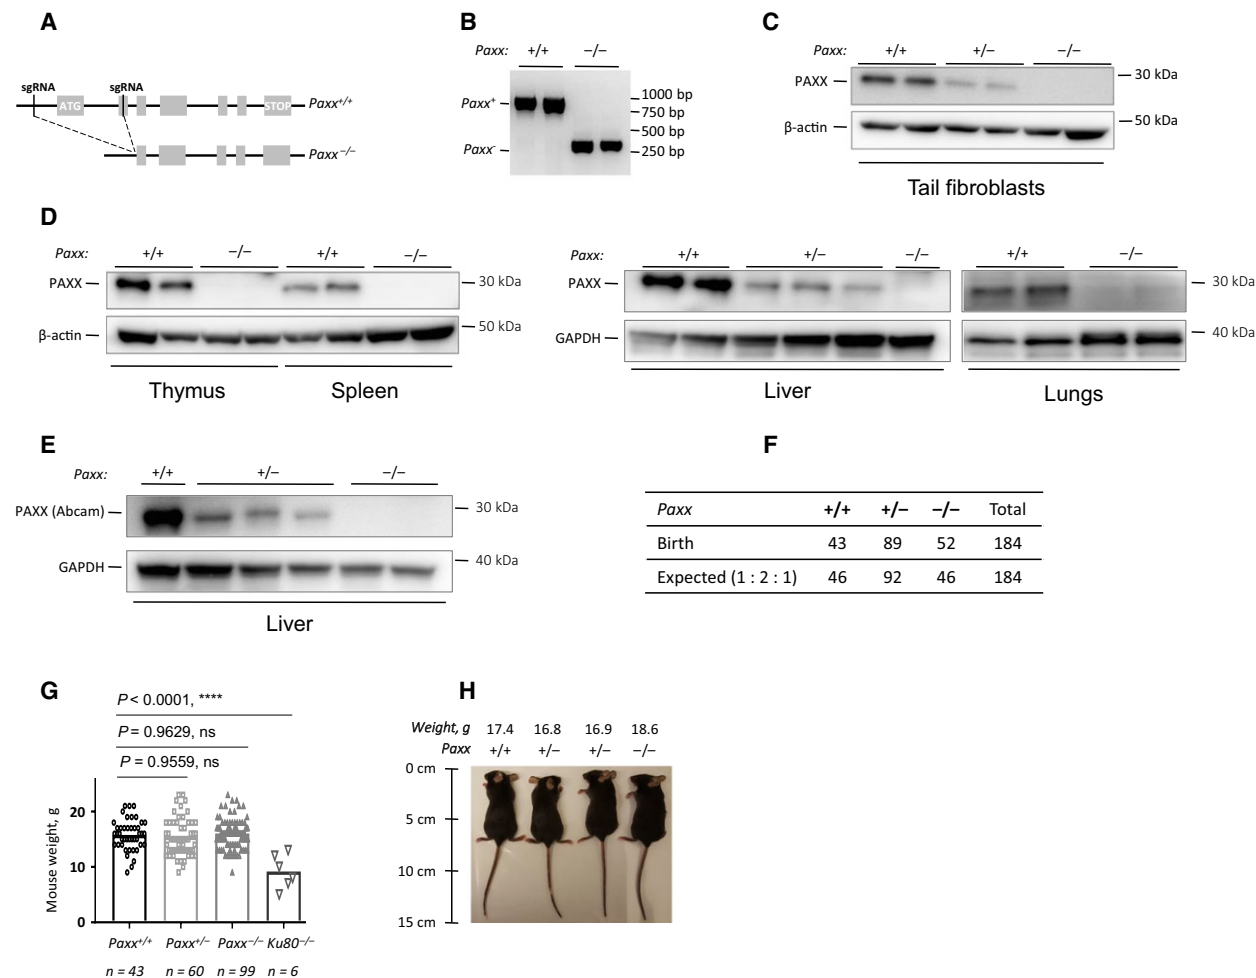 A
sgRNA
sgRNA
ATG
STOP
Paxx+/+
Paxx−/−
B
Paxx:
+/+
−/−
Paxx+
Paxx-
1000 bp
750 bp
500 bp
250 bp
C
Paxx:
+/+
+/−
−/−
PAXX
30 kDa
β-actin
50 kDa
Tail fibroblasts
D
Paxx:
+/+
−/−
+/+
−/−
PAXX
30 kDa
β-actin
50 kDa
Thymus
Spleen
Paxx:
+/+
+/−
−/−
+/+
−/−
PAXX
30 kDa
GAPDH
40 kDa
Liver
Lungs
E
Paxx:
+/+
+/−
−/−
PAXX (Abcam)
30 kDa
GAPDH
40 kDa
Liver
F
Paxx +/+ +/− −/− Total
Birth 43 89 52 184
Expected (1 : 2 : 1) 46 92 46 184
G
P < 0.0001, ****
P = 0.9629, ns
P = 0.9559, ns
Mouse weight, g
20
10
0
Paxx+/+ Paxx+/− Paxx−/− Ku80−/−
n = 43 n = 60 n = 99 n = 6
H
Weight, g 17.4 16.8 16.9 18.6
Paxx +/+ +/− +/− −/−
0 cm
5 cm
10 cm
15 cm